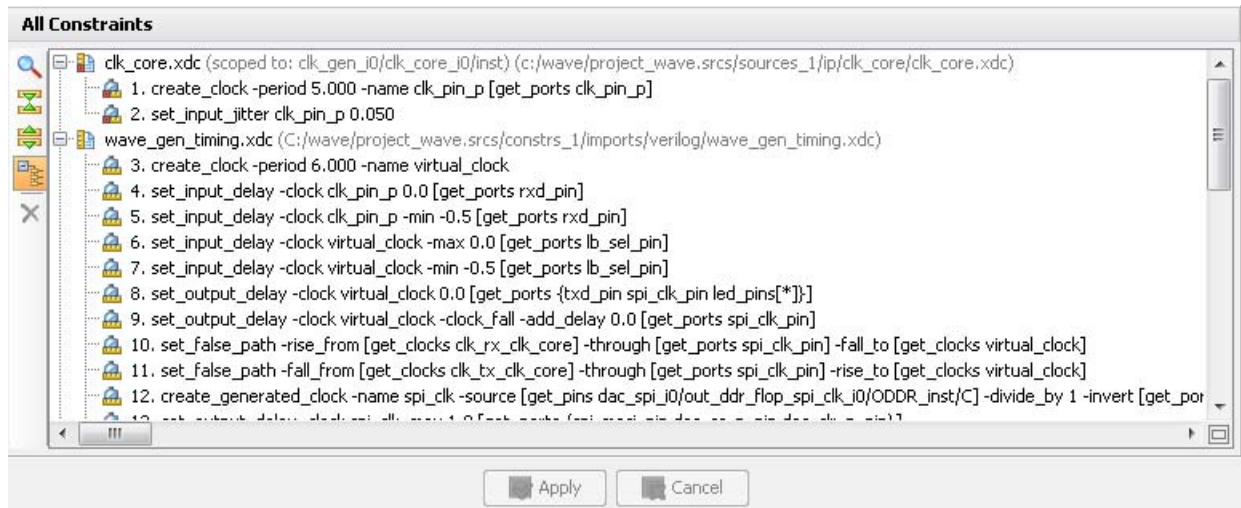 All Constraints
clk_core.xdc (scoped to: clk_gen_i0/clk_core_i0/inst) (c:/wave/project_wave.srcs/sources_1/ip/clk_core/clk_core.xdc)
1. create_clock -period 5.000 -name clk_pin_p [get_ports clk_pin_p]
2. set_input_jitter clk_pin_p 0.050
wave_gen_timing.xdc (C:/wave/project_wave.srcs/constrs_1/imports/verilog/wave_gen_timing.xdc)
3. create_clock -period 6.000 -name virtual_clock
4. set_input_delay -clock clk_pin_p 0.0 [get_ports rxd_pin]
5. set_input_delay -clock clk_pin_p -min -0.5 [get_ports rxd_pin]
6. set_input_delay -clock virtual_clock -max 0.0 [get_ports lb_sel_pin]
7. set_input_delay -clock virtual_clock -min -0.5 [get_ports lb_sel_pin]
8. set_output_delay -clock virtual_clock 0.0 [get_ports {txd_pin spi_clk_pin led_pins[*]}]
9. set_output_delay -clock virtual_clock -clock_fall -add_delay 0.0 [get_ports spi_clk_pin]
10. set_false_path -rise_from [get_clocks clk_rx_clk_core] -through [get_ports spi_clk_pin] -fall_to [get_clocks virtual_clock]
11. set_false_path -fall_from [get_clocks clk_tx_clk_core] -through [get_ports spi_clk_pin] -rise_to [get_clocks virtual_clock]
12. create_generated_clock -name spi_clk -source [get_pins dac_spi_i0/out_ddr_flop_spi_clk_i0/ODDR_inst/C] -divide_by 1 -invert [get_por
Apply
Cancel